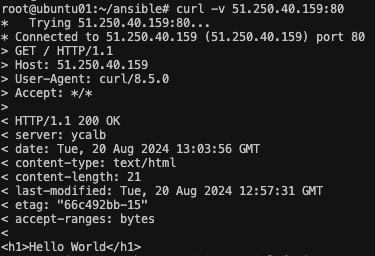 root@ubuntu01:~/ansible# curl -v 51.250.40.159:80
*   Trying 51.250.40.159:80...
* Connected to 51.250.40.159 (51.250.40.159) port 80
> GET / HTTP/1.1
> Host: 51.250.40.159
> User-Agent: curl/8.5.0
> Accept: */*
>
< HTTP/1.1 200 OK
< server: ycalb
< date: Tue, 20 Aug 2024 13:03:56 GMT
< content-type: text/html
< content-length: 21
< last-modified: Tue, 20 Aug 2024 12:57:31 GMT
< etag: "66c492bb-15"
< accept-ranges: bytes
<
<h1>Hello World</h1>